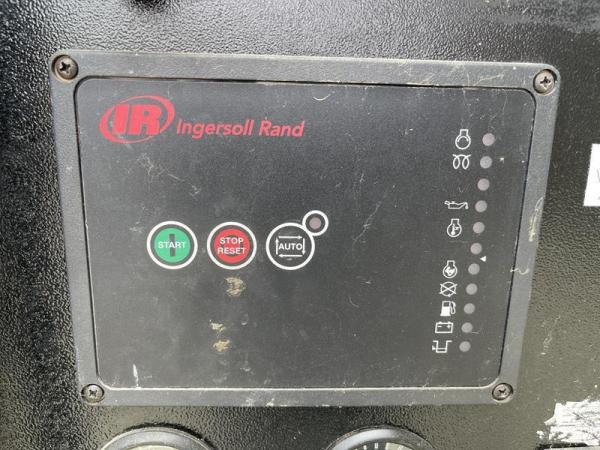 IR Ingersoll Rand
START
STOP
RESET
AUTO